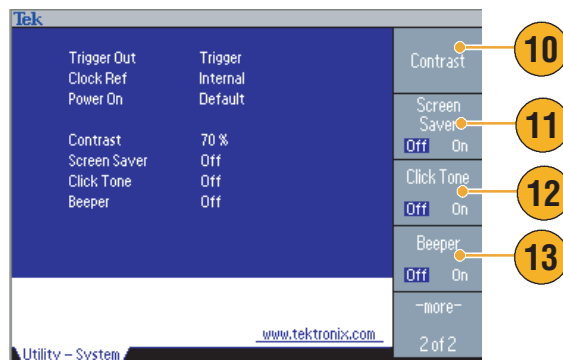 Tek
Trigger Out Trigger
Clock Ref Internal
Power On Default
Contrast 70 %
Screen Saver Off
Click Tone Off
Beeper Off
www.tektronix.com
Utility – System
Contrast
Screen
Saver
Off On
Click Tone
Off On
Beeper
Off On
-more-
2 of 2
10
11
12
13